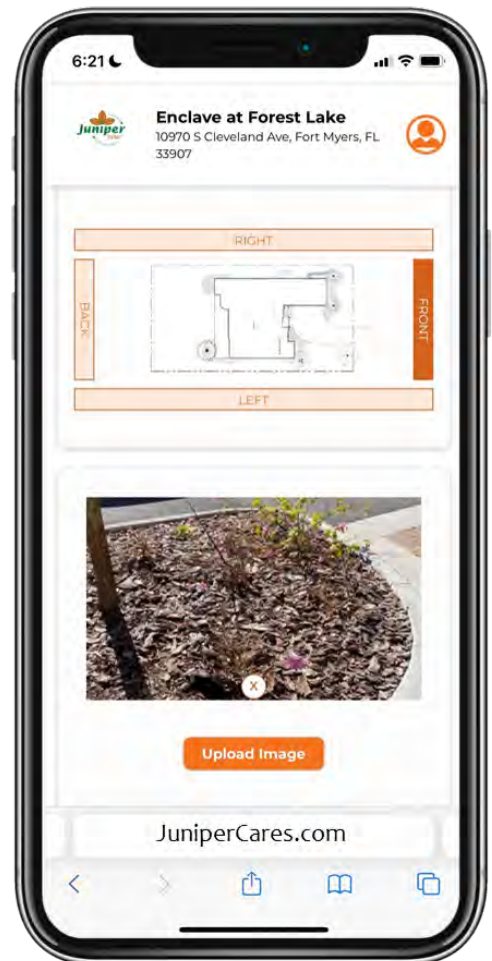 6:21
Juniper
Enclave at Forest Lake
10970 S Cleveland Ave, Fort Myers, FL
33907
RIGHT
BACK
FRONT
LEFT
X
Upload Image
JuniperCares.com